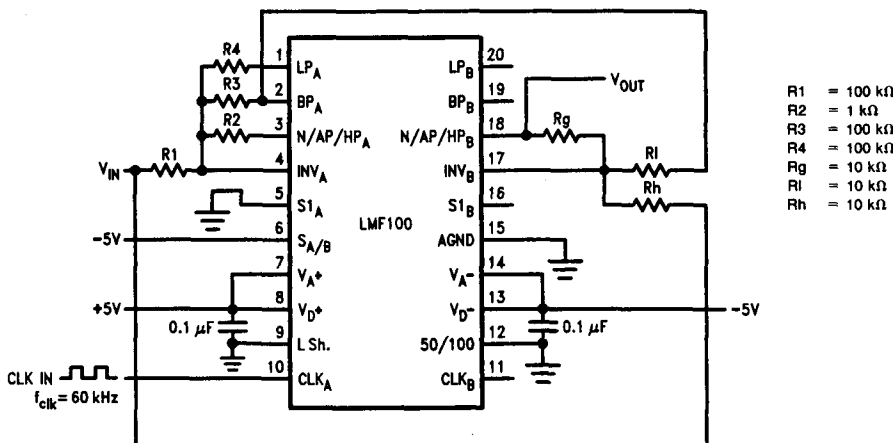 R4 1 LP_A 20 LP_B
R3 2 BP_A 19 BP_B V_OUT
R2 3 N/AP/HP_A 18 N/AP/HP_B Rg
V_IN R1 4 INV_A 17 INV_B Rl
5 S1_A 16 S1_B Rh
LMF100
-5V 6 S_A/B 15 AGND
7 V_A+ 14 V_A-
+5V 8 V_D+ 13 V_D- -5V
0.1 μF 9 L Sh. 12 50/100 0.1 μF
CLK IN 10 CLK_A 11 CLK_B
f_clk = 60 kHz
R1 = 100 kΩ
R2 = 1 kΩ
R3 = 100 kΩ
R4 = 100 kΩ
Rg = 10 kΩ
Rl = 10 kΩ
Rh = 10 kΩ